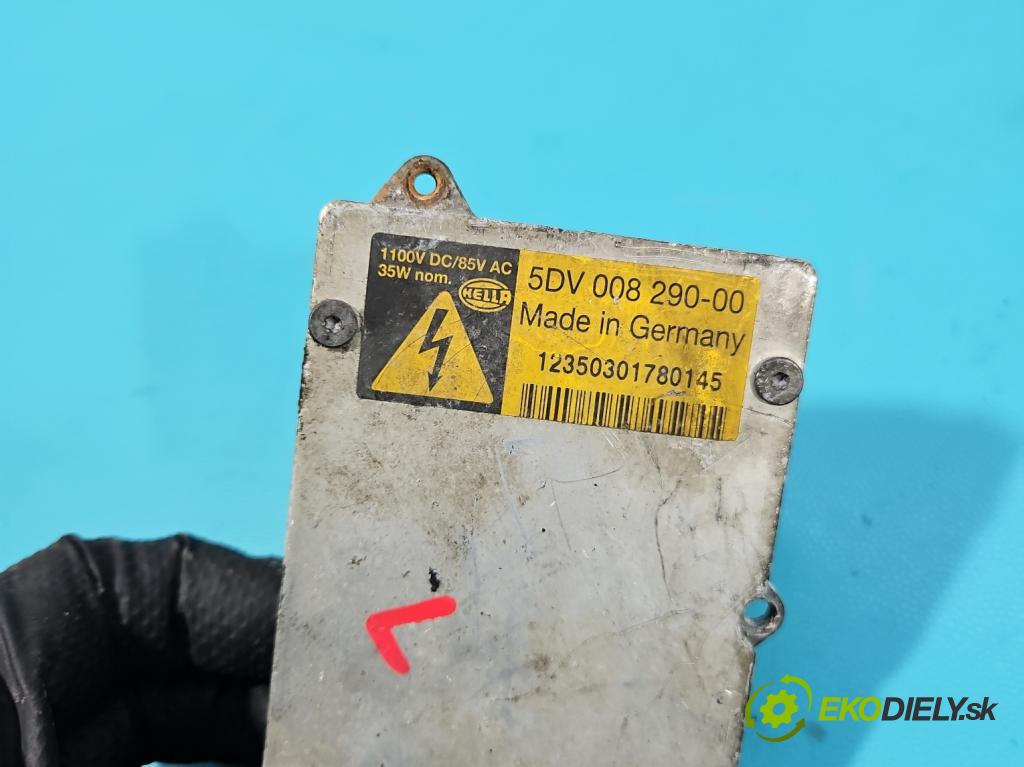 1100V DC/85V AC
35W nom.
HELLA
5DV 008 290-00
Made in Germany
12350301780145
EKODIELY.sk